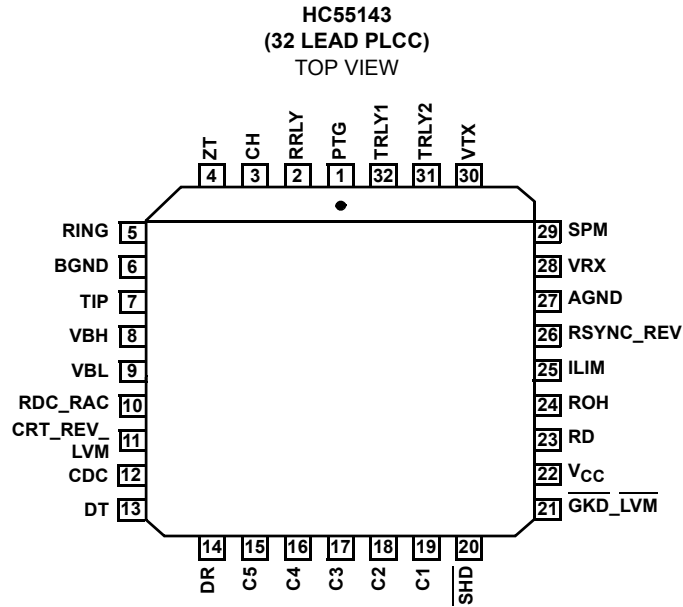 HC55143
(32 LEAD PLCC)
TOP VIEW
ZT
CH
RRLY
PTG
TRLY1
TRLY2
VTX
4
3
2
1
32
31
30
RING 5
BGND 6
TIP 7
VBH 8
VBL 9
RDC_RAC 10
CRT_REV_
LVM 11
CDC 12
DT 13
29 SPM
28 VRX
27 AGND
26 RSYNC_REV
25 ILIM
24 ROH
23 RD
22 VCC
21 GKD_LVM
14
15
16
17
18
19
20
DR
C5
C4
C3
C2
C1
SHD